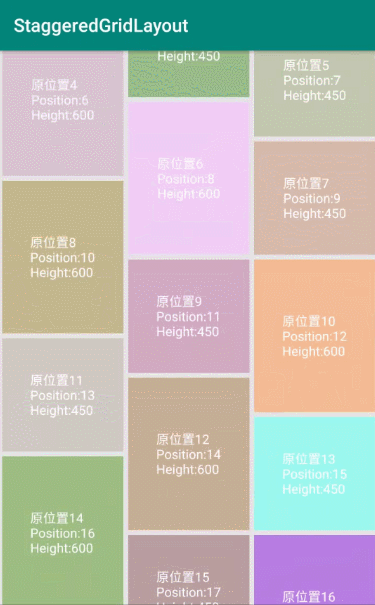 StaggeredGridLayout
原位置4
Position:6
Height:600
Height:450
原位置5
Position:7
Height:450
原位置6
Position:8
Height:600
原位置7
Position:9
Height:450
原位置8
Position:10
Height:600
原位置9
Position:11
Height:450
原位置10
Position:12
Height:600
原位置11
Position:13
Height:450
原位置12
Position:14
Height:600
原位置13
Position:15
Height:450
原位置14
Position:16
Height:600
原位置15
Position:17
Height:450
原位置16